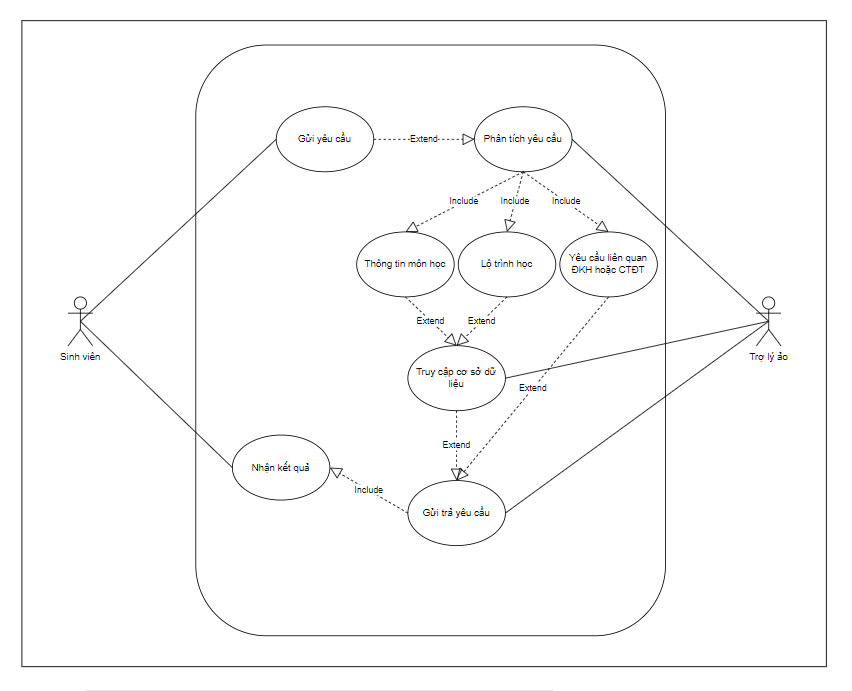 Gửi yêu cầu
Extend
Phân tích yêu cầu
Include
Include
Include
Thông tin môn học
Lộ trình học
Yêu cầu liên quan
ĐKH hoặc CTĐT
Extend
Extend
Sinh viên
Trợ lý ảo
Truy cập cơ sở dữ
liệu
Extend
Extend
Nhận kết quả
Include
Gửi trả yêu cầu